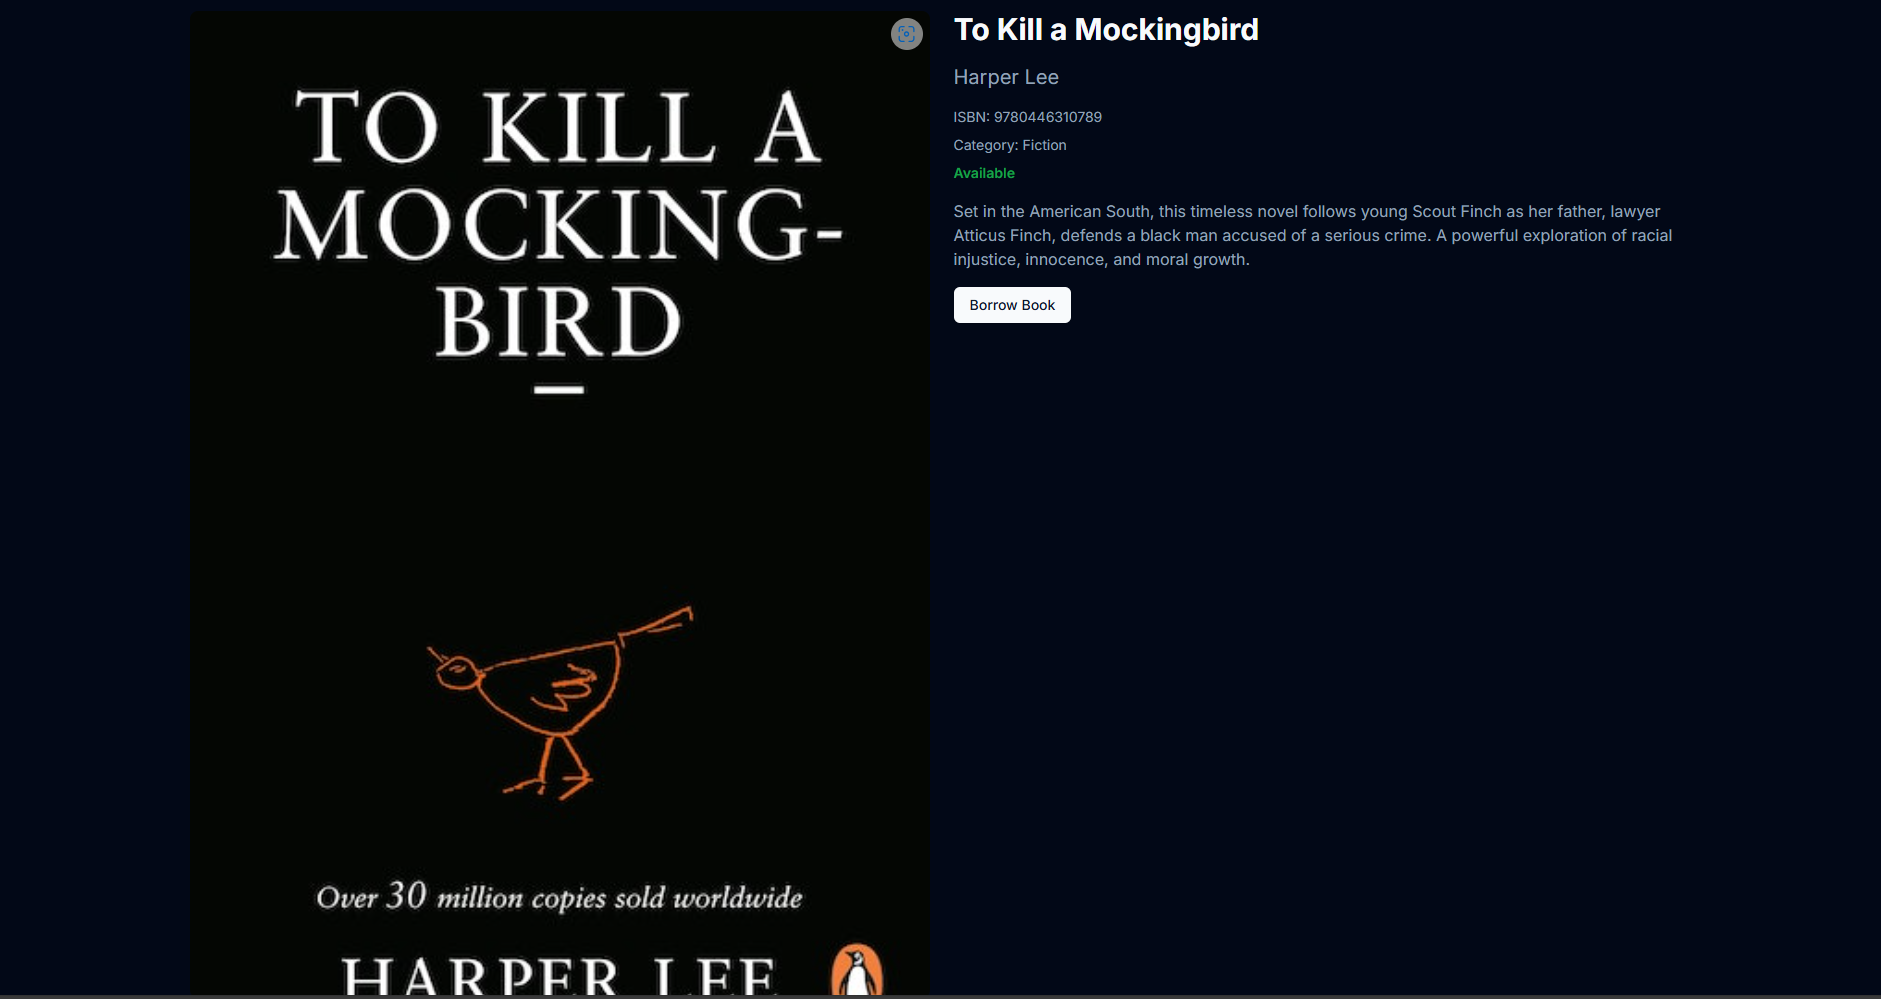 TO KILL A
MOCKING-
BIRD
Over 30 million copies sold worldwide
HARPER LEE
To Kill a Mockingbird
Harper Lee
ISBN: 9780446310789
Category: Fiction
Available
Set in the American South, this timeless novel follows young Scout Finch as her father, lawyer
Atticus Finch, defends a black man accused of a serious crime. A powerful exploration of racial
injustice, innocence, and moral growth.
Borrow Book